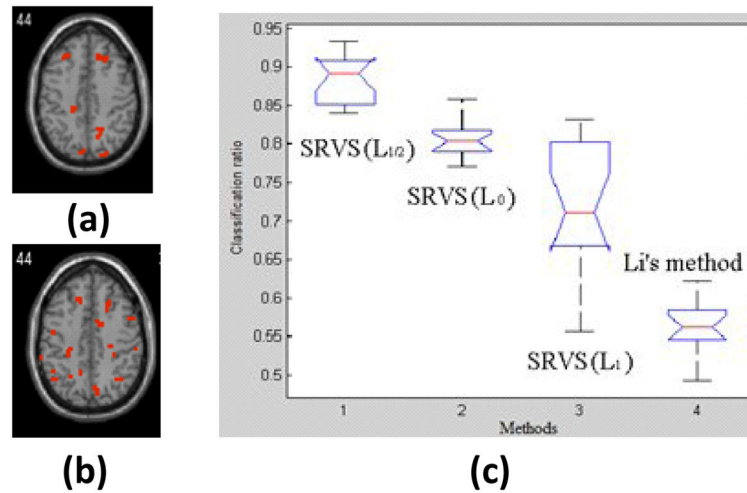 44
(a)
44
(b)
Classification ratio
0.95
0.9
0.85
0.8
0.75
0.7
0.65
0.6
0.55
0.5
SRVS(L1/2)
SRVS(L0)
SRVS(L1)
Li's method
1 2 3 4
Methods
(c)